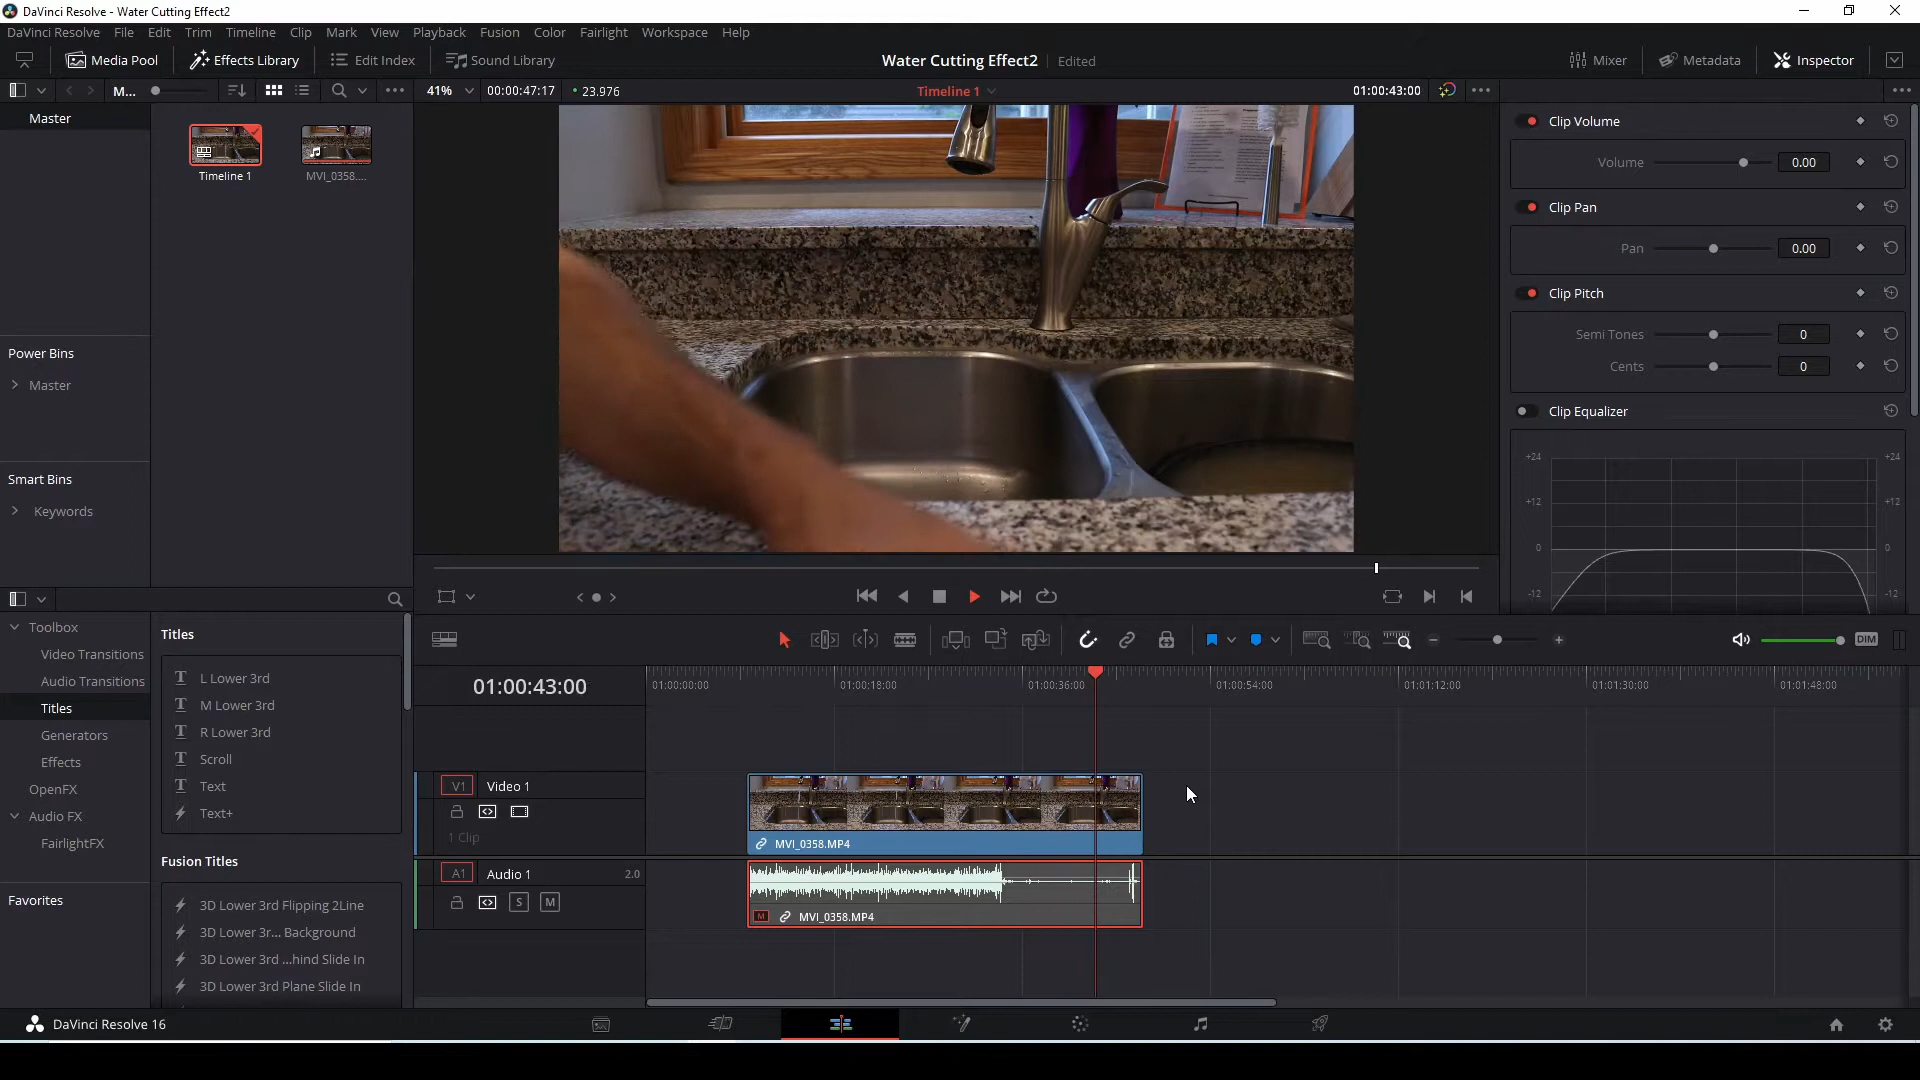 DaVinci Resolve - Water Cutting Effect2
DaVinci Resolve File Edit Trim Timeline Clip Mark View Playback Fusion Color Fairlight Workspace Help
Media Pool Effects Library Edit Index Sound Library Water Cutting Effect2 Edited Mixer Metadata Inspector
M... 41% 00:00:47:17 23.976 Timeline 1 01:00:43:00
Master
Timeline 1 MVI_0358....
Power Bins
Master
Smart Bins
Keywords
Clip Volume
Volume 0.00
Clip Pan
Pan 0.00
Clip Pitch
Semi Tones 0
Cents 0
Clip Equalizer
+24 +24
+12 +12
0 0
-12 -12
Toolbox
Video Transitions
Audio Transitions
Titles
Generators
Effects
OpenFX
Audio FX
FairlightFX
Favorites
Titles
L Lower 3rd
M Lower 3rd
R Lower 3rd
Scroll
Text
Text+
Fusion Titles
3D Lower 3rd Flipping 2Line
3D Lower 3r... Background
3D Lower 3rd ...hind Slide In
3D Lower 3rd Plane Slide In
DIM
01:00:43:00
01:00:00:00 01:00:18:00 01:00:36:00 01:00:54:00 01:01:12:00 01:01:30:00 01:01:48:00
V1 Video 1
1 Clip
MVI_0358.MP4
A1 Audio 1 2.0
S M
M MVI_0358.MP4
DaVinci Resolve 16